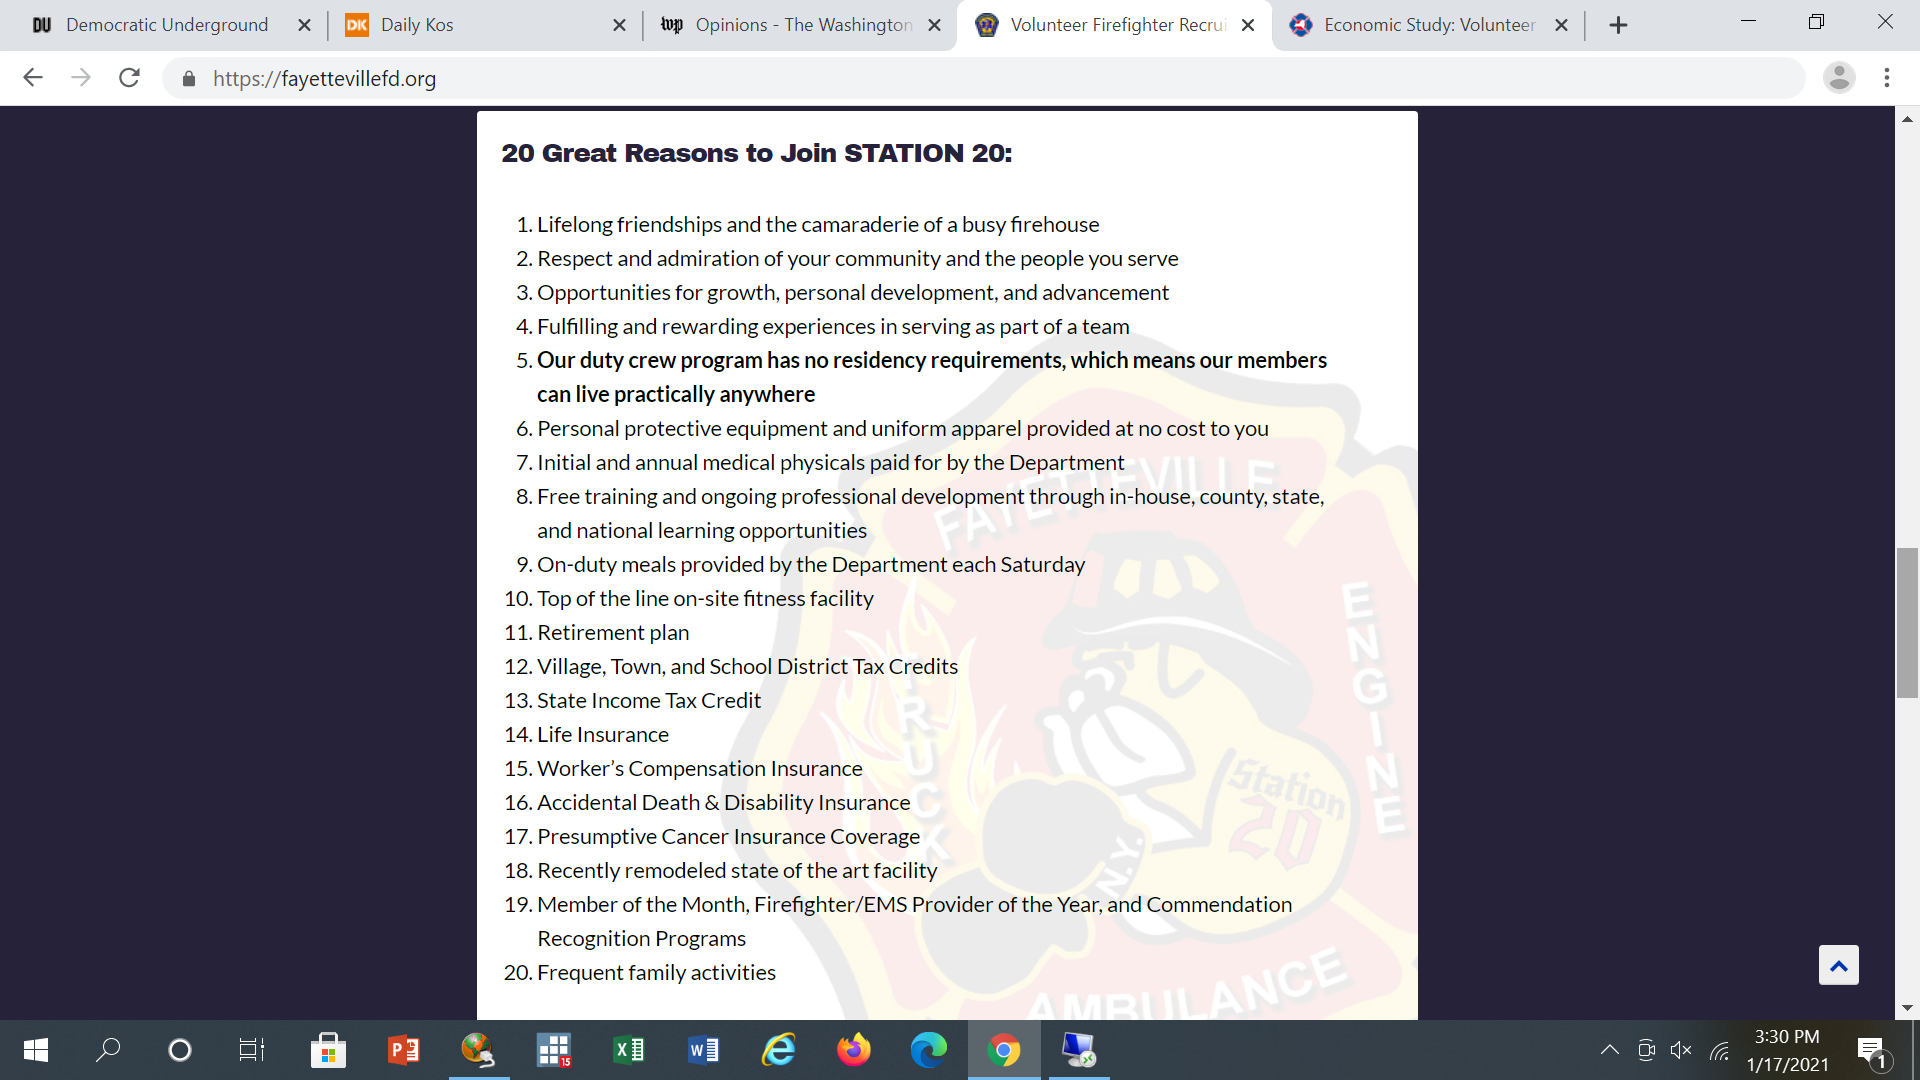 Democratic Underground
Daily Kos
Opinions - The Washington
Volunteer Firefighter Recrui
Economic Study: Volunteer
https://fayettevillefd.org
20 Great Reasons to Join STATION 20:
1. Lifelong friendships and the camaraderie of a busy firehouse
2. Respect and admiration of your community and the people you serve
3. Opportunities for growth, personal development, and advancement
4. Fulfilling and rewarding experiences in serving as part of a team
5. Our duty crew program has no residency requirements, which means our members
can live practically anywhere
6. Personal protective equipment and uniform apparel provided at no cost to you
7. Initial and annual medical physicals paid for by the Department
8. Free training and ongoing professional development through in-house, county, state,
and national learning opportunities
9. On-duty meals provided by the Department each Saturday
10. Top of the line on-site fitness facility
11. Retirement plan
12. Village, Town, and School District Tax Credits
13. State Income Tax Credit
14. Life Insurance
15. Worker’s Compensation Insurance
16. Accidental Death & Disability Insurance
17. Presumptive Cancer Insurance Coverage
18. Recently remodeled state of the art facility
19. Member of the Month, Firefighter/EMS Provider of the Year, and Commendation
Recognition Programs
20. Frequent family activities
FAYETTEVILLE
TRUCK
ENGINE
Station
20
N.Y.
AMBULANCE
3:30 PM
1/17/2021
1
15
DU
DK
wp